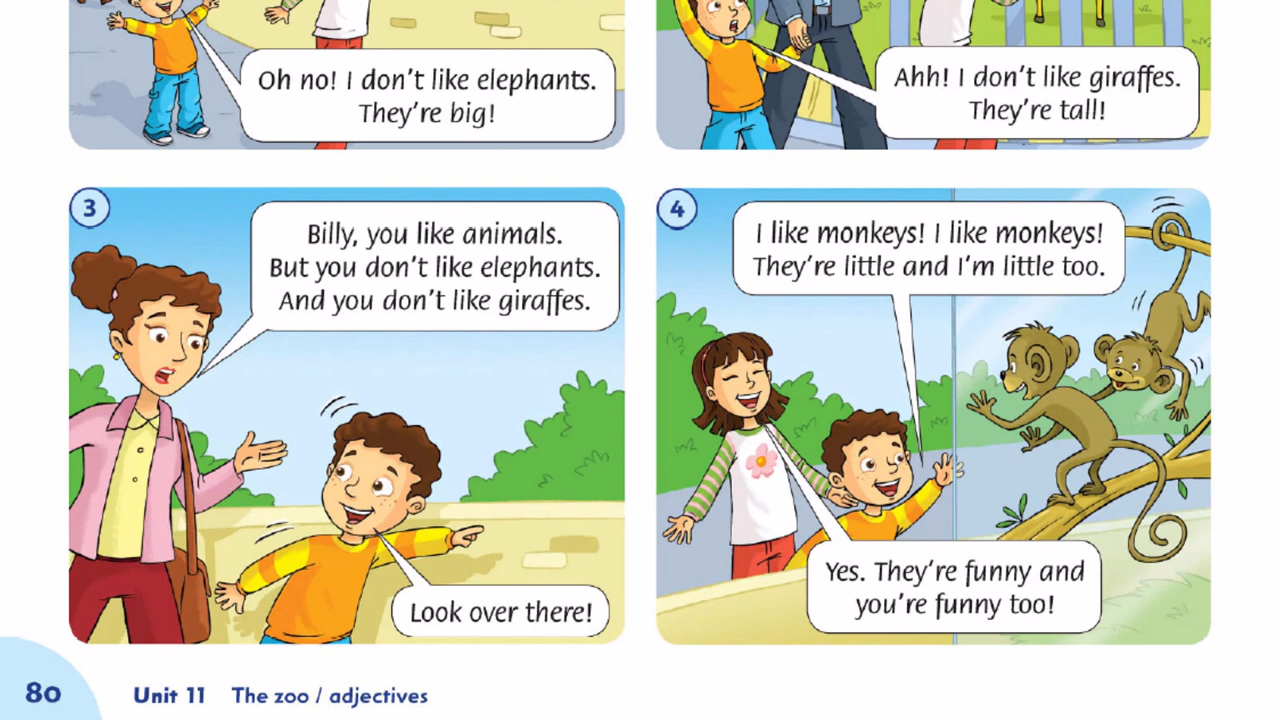 Oh no! I don't like elephants.
They're big!
Ahh! I don't like giraffes.
They're tall!
3
Billy, you like animals.
But you don't like elephants.
And you don't like giraffes.
Look over there!
4
I like monkeys! I like monkeys!
They're little and I'm little too.
Yes. They're funny and
you're funny too!
80 Unit 11 The zoo / adjectives